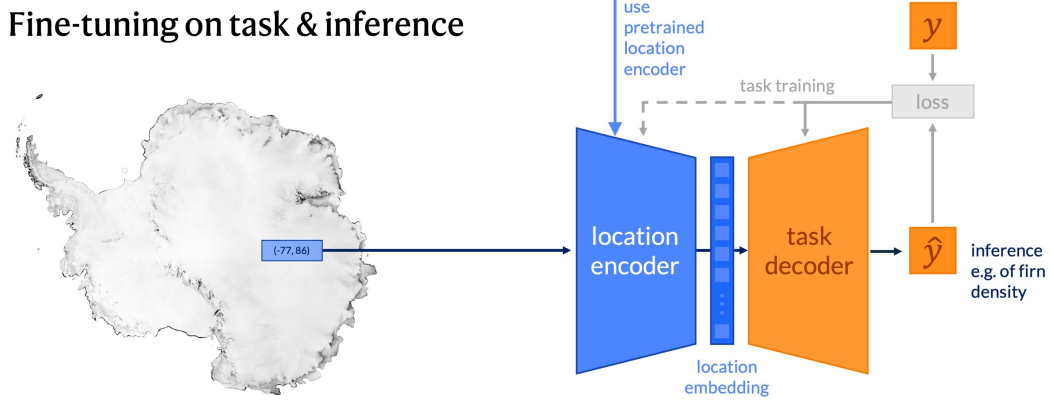 Fine-tuning on task & inference
use
pretrained
location
encoder
y
task training
loss
(-77, 86)
location
encoder
task
decoder
ŷ
inference
e.g. of firn
density
location
embedding